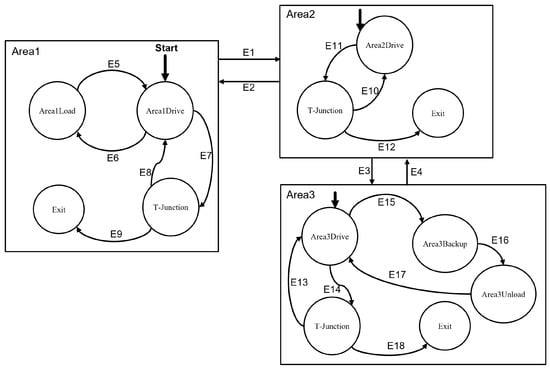 Area1
Start
E5
Area1Load
Area1Drive
E6
E7
E8
Exit
T-Junction
E9
E1
E2
Area2
Area2Drive
E11
E10
T-Junction
Exit
E12
E3
E4
Area3
E15
Area3Drive
Area3Backup
E16
E17
E13
E14
Area3Unload
T-Junction
Exit
E18